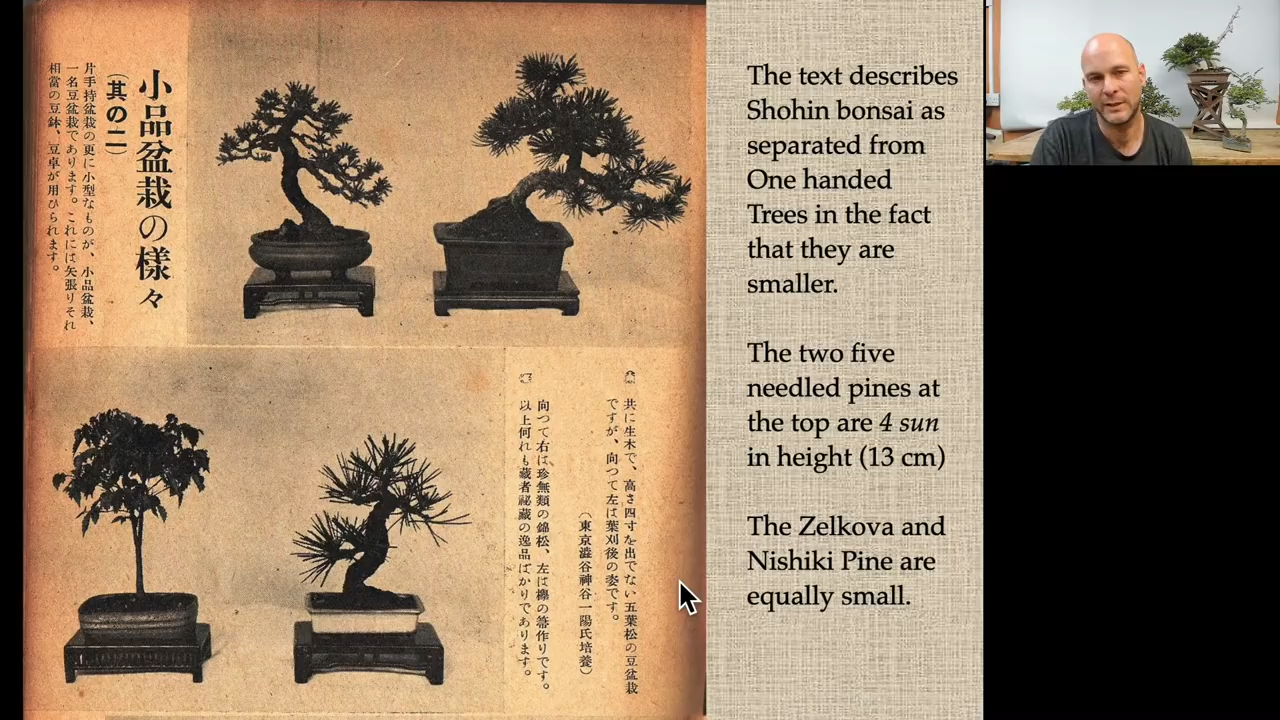 小品盆栽の樣々
(其の二)
片手持盆栽の更に小型なものが、小品盆栽、
一名豆盆栽であります。これには矢張りそれ
相當の豆鉢、豆卓が用ひられます。
共に生木で、高さ四寸を出でない五葉松の豆盆栽
ですが、向つて左は葉刈後の姿です。
(東京澁谷神谷一陽氏培養)
向つて右は珍無類の錦松、左は欅の箒作りです。
以上何れも藏者祕藏の逸品ばかりであります。
The text describes
Shohin bonsai as
separated from
One handed
Trees in the fact
that they are
smaller.
The two five
needled pines at
the top are 4 sun
in height (13 cm)
The Zelkova and
Nishiki Pine are
equally small.